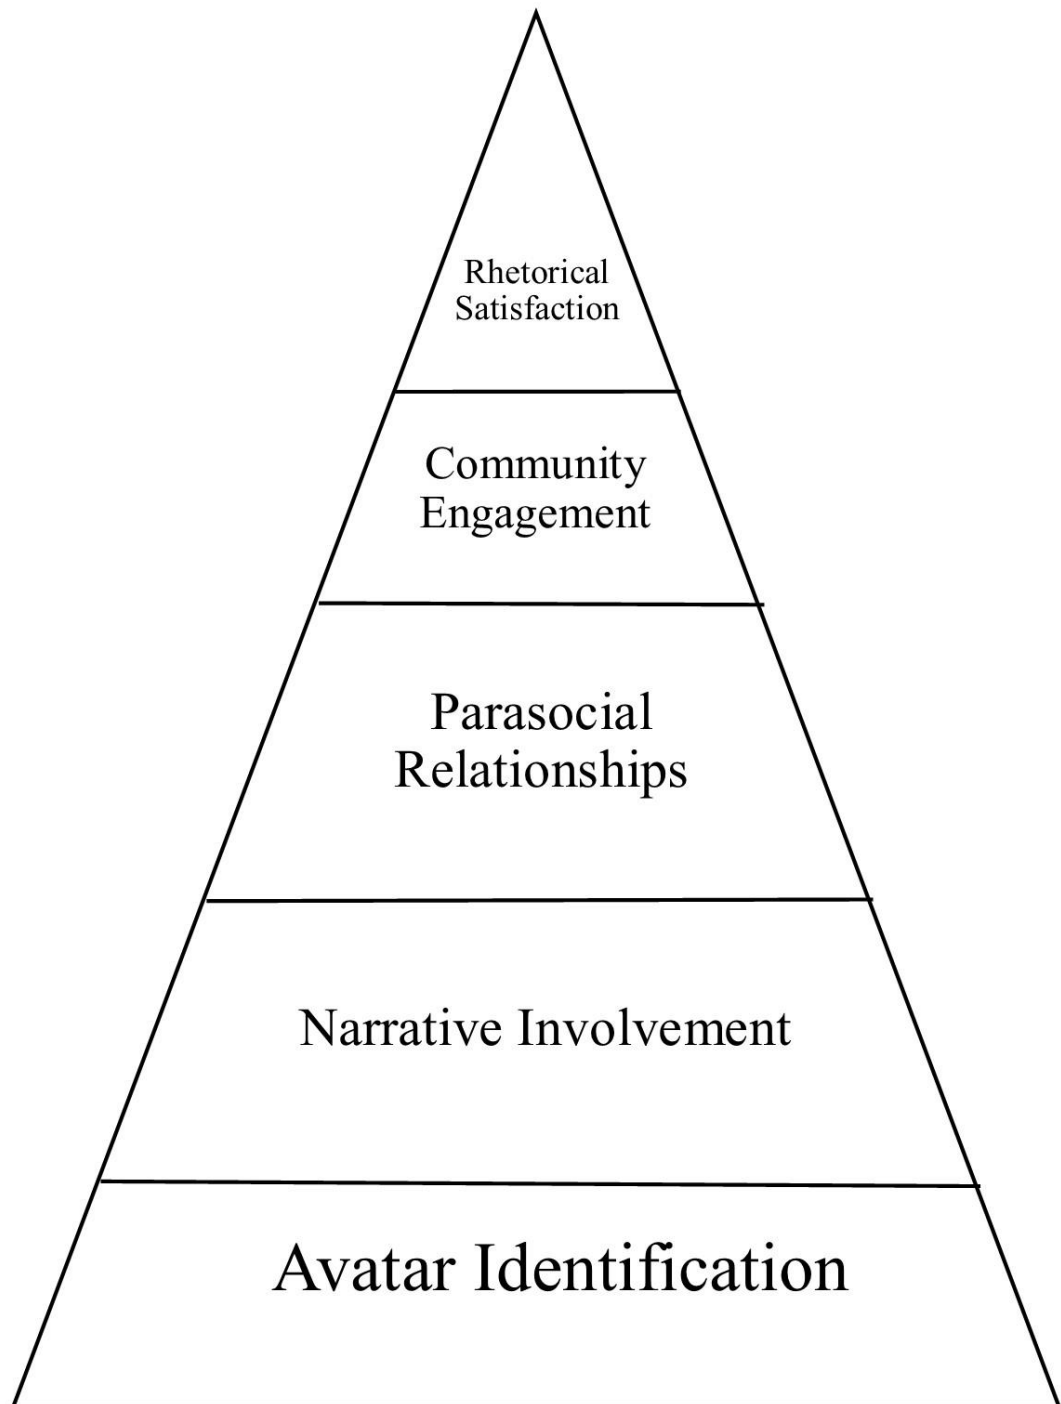 Rhetorical
Satisfaction
Community
Engagement
Parasocial
Relationships
Narrative Involvement
Avatar Identification